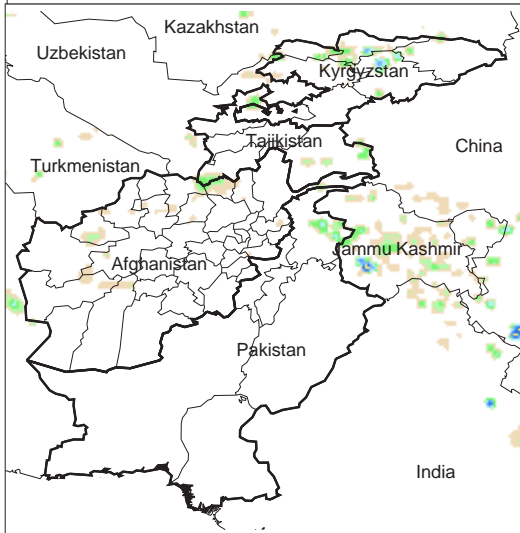 Kazakhstan
Uzbekistan
Kyrgyzstan
Tajikistan
China
Turkmenistan
Jammu Kashmir
Afghanistan
Pakistan
India